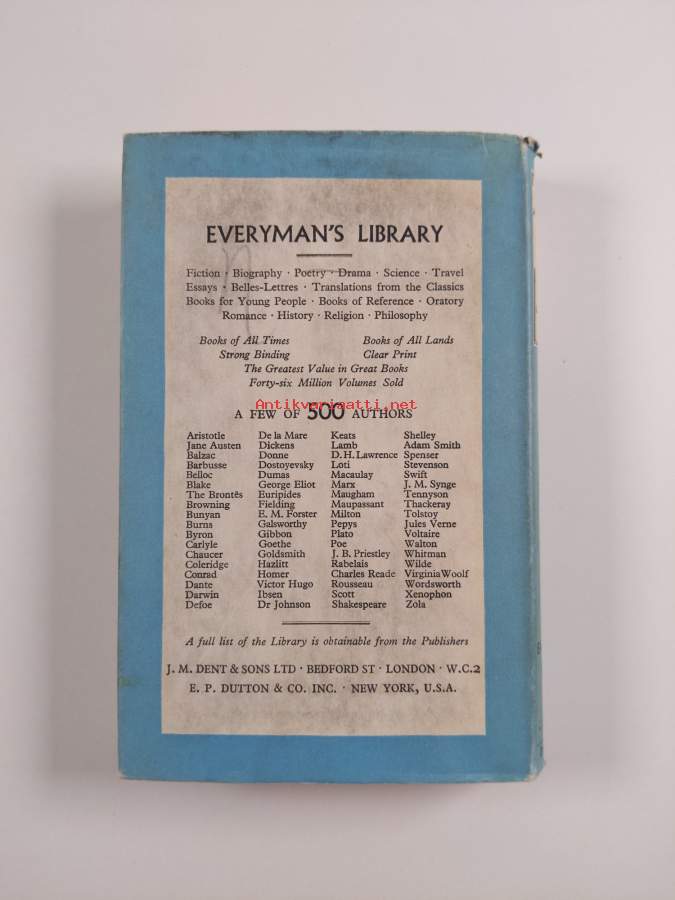 EVERYMAN'S LIBRARY
Fiction · Biography · Poetry · Drama · Science · Travel
Essays · Belles-Lettres · Translations from the Classics
Books for Young People · Books of Reference · Oratory
Romance · History · Religion · Philosophy
Books of All Times Books of All Lands
Strong Binding Clear Print
The Greatest Value in Great Books
Forty-six Million Volumes Sold
Antikvariaatti.net
A FEW OF 500 AUTHORS
Aristotle De la Mare Keats Shelley
Jane Austen Dickens Lamb Adam Smith
Balzac Donne D. H. Lawrence Spenser
Barbusse Dostoyevsky Loti Stevenson
Belloc Dumas Macaulay Swift
Blake George Eliot Marx J. M. Synge
The Brontës Euripides Maugham Tennyson
Browning Fielding Maupassant Thackeray
Bunyan E. M. Forster Milton Tolstoy
Burns Galsworthy Pepys Jules Verne
Byron Gibbon Plato Voltaire
Carlyle Goethe Poe Walton
Chaucer Goldsmith J. B. Priestley Whitman
Coleridge Hazlitt Rabelais Wilde
Conrad Homer Charles Reade Virginia Woolf
Dante Victor Hugo Rousseau Wordsworth
Darwin Ibsen Scott Xenophon
Defoe Dr Johnson Shakespeare Zola
A full list of the Library is obtainable from the Publishers
J. M. DENT & SONS LTD · BEDFORD ST · LONDON · W.C.2
E. P. DUTTON & CO. INC. · NEW YORK, U.S.A.